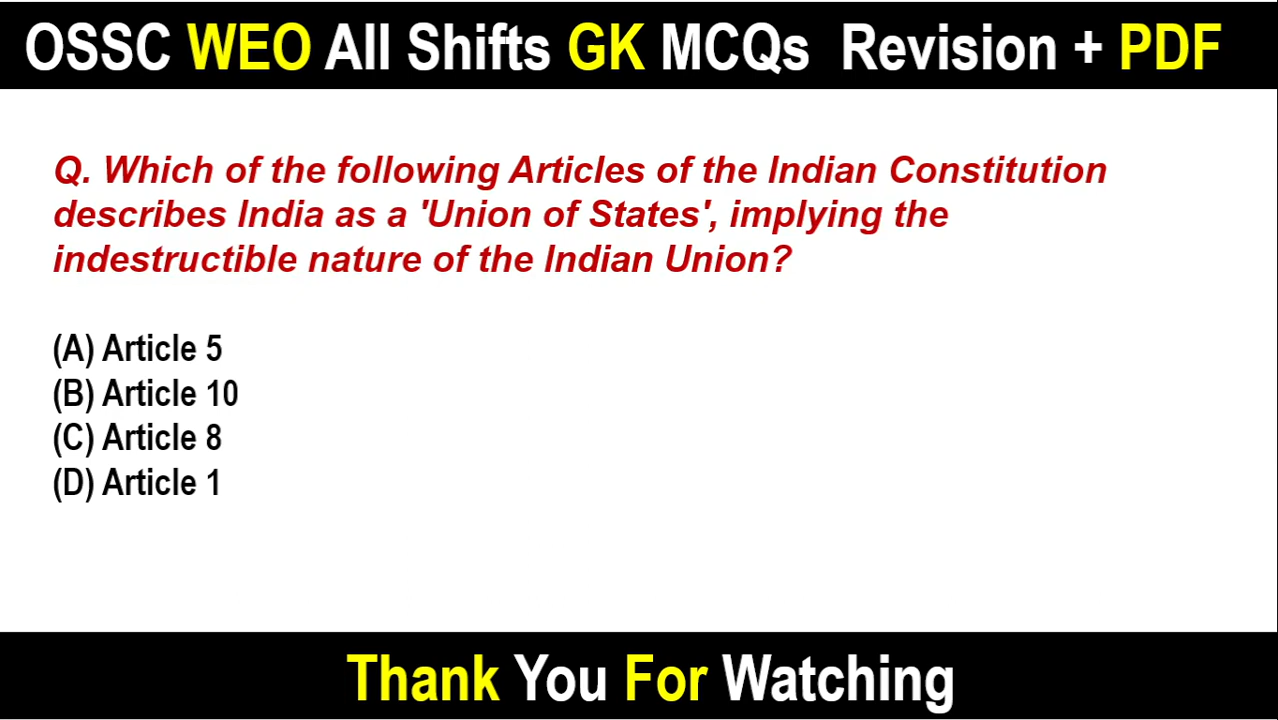 OSSC WEO All Shifts GK MCQs Revision + PDF
Q. Which of the following Articles of the Indian Constitution
describes India as a 'Union of States', implying the
indestructible nature of the Indian Union?
(A) Article 5
(B) Article 10
(C) Article 8
(D) Article 1
Thank You For Watching